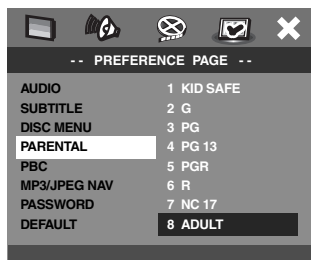 -- PREFERENCE PAGE --
AUDIO 1 KID SAFE
SUBTITLE 2 G
DISC MENU 3 PG
PARENTAL 4 PG 13
PBC 5 PGR
MP3/JPEG NAV 6 R
PASSWORD 7 NC 17
DEFAULT 8 ADULT